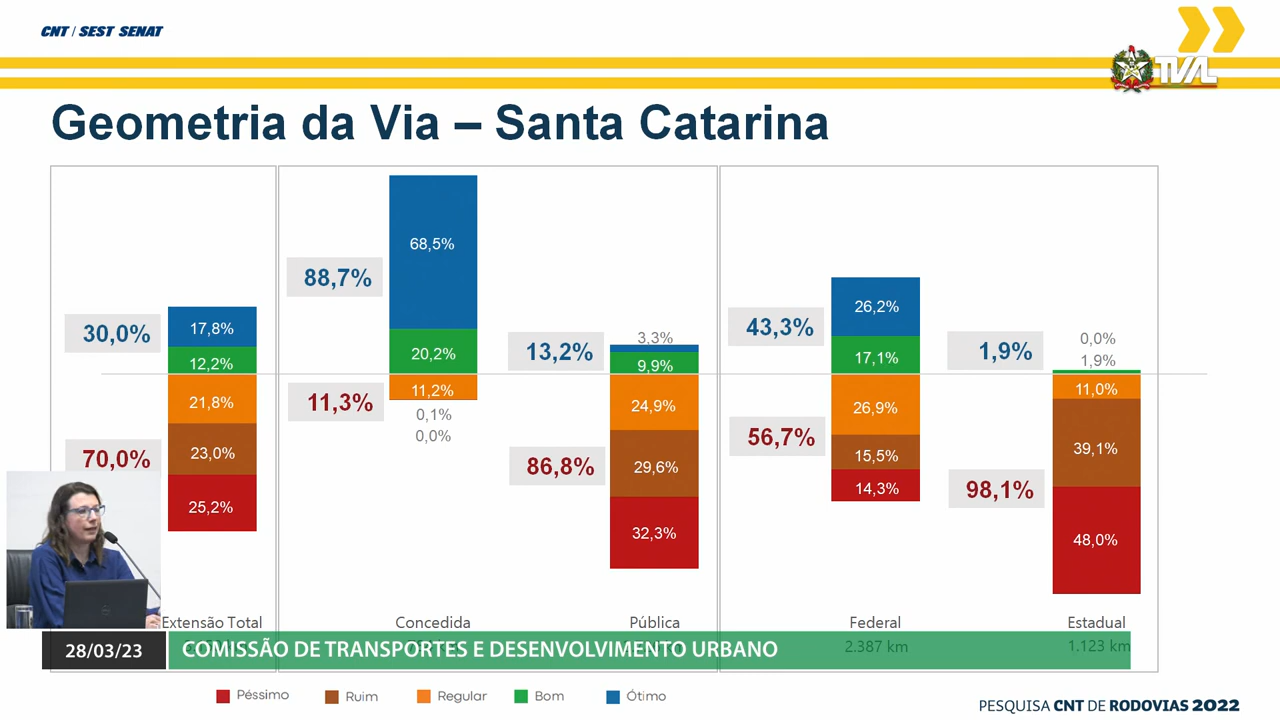 CNT / SEST SENAT
TVAL
Geometria da Via – Santa Catarina
30,0%
17,8%
12,2%
21,8%
23,0%
25,2%
70,0%
Extensão Total
88,7%
68,5%
20,2%
11,3%
11,2%
0,1%
0,0%
Concedida
13,2%
3,3%
9,9%
24,9%
29,6%
32,3%
86,8%
Pública
43,3%
26,2%
17,1%
26,9%
15,5%
14,3%
56,7%
Federal
2.387 km
1,9%
0,0%
1,9%
11,0%
39,1%
48,0%
98,1%
Estadual
1.123 km
28/03/23
COMISSÃO DE TRANSPORTES E DESENVOLVIMENTO URBANO
Péssimo
Ruim
Regular
Bom
Ótimo
PESQUISA CNT DE RODOVIAS 2022